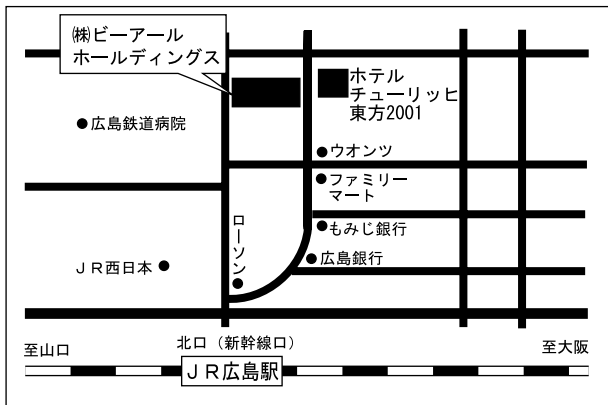 ㈱ビーアール
ホールディングス
ホテル
チューリッヒ
東方2001
広島鉄道病院
ウオンツ
ファミリー
マート
ローソン
もみじ銀行
広島銀行
ＪＲ西日本
北口（新幹線口）
至山口
至大阪
ＪＲ広島駅